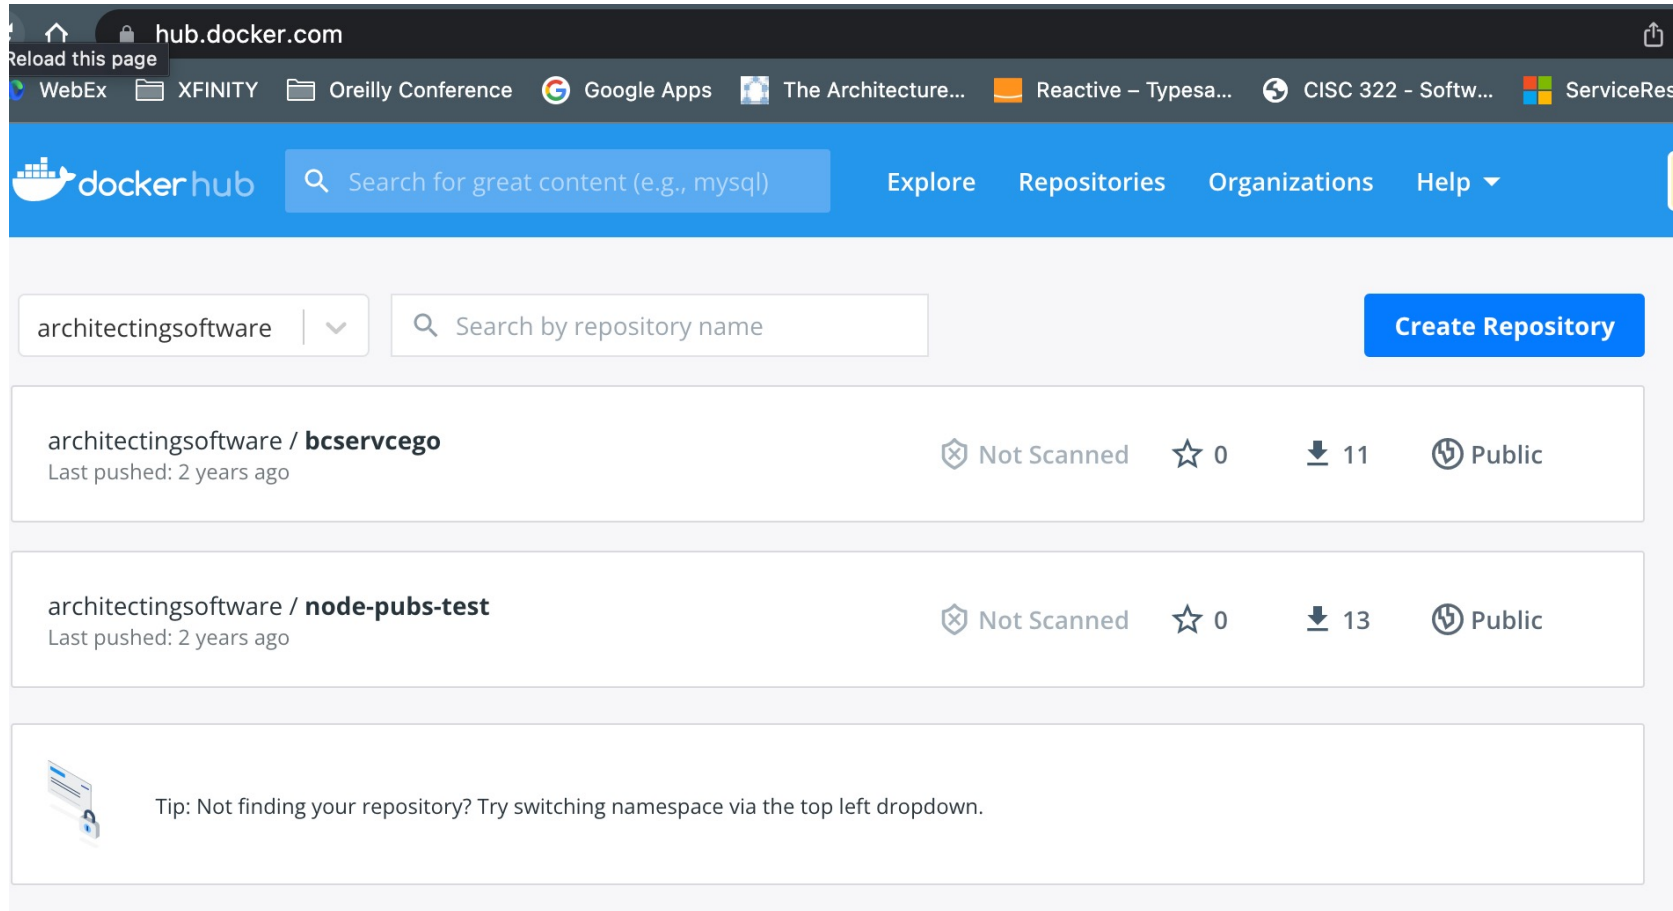 hub.docker.com
Reload this page
WebEx XFINITY Oreilly Conference Google Apps The Architecture... Reactive – Typesa... CISC 322 - Softw... ServiceRes
dockerhub Search for great content (e.g., mysql) Explore Repositories Organizations Help
architectingsoftware Search by repository name Create Repository
architectingsoftware / bcservcego
Last pushed: 2 years ago
Not Scanned 0 11 Public
architectingsoftware / node-pubs-test
Last pushed: 2 years ago
Not Scanned 0 13 Public
Tip: Not finding your repository? Try switching namespace via the top left dropdown.